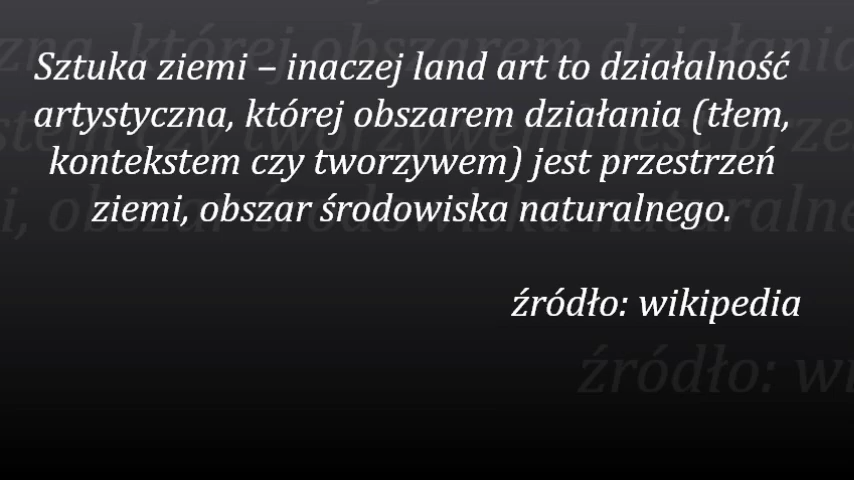 Sztuka ziemi – inaczej land art to działalność
artystyczna, której obszarem działania (tłem,
kontekstem czy tworzywem) jest przestrzeń
ziemi, obszar środowiska naturalnego.
źródło: wikipedia